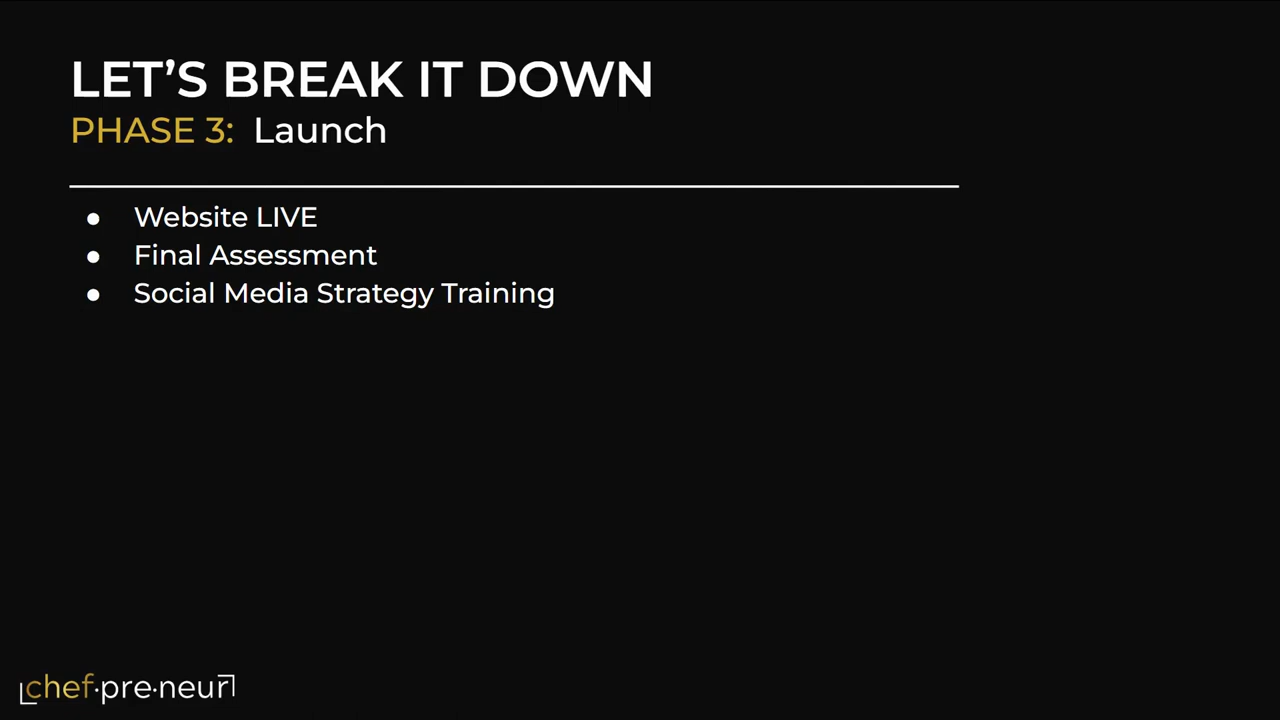 LET’S BREAK IT DOWN
PHASE 3: Launch
● Website LIVE
● Final Assessment
● Social Media Strategy Training
chef·pre·neur